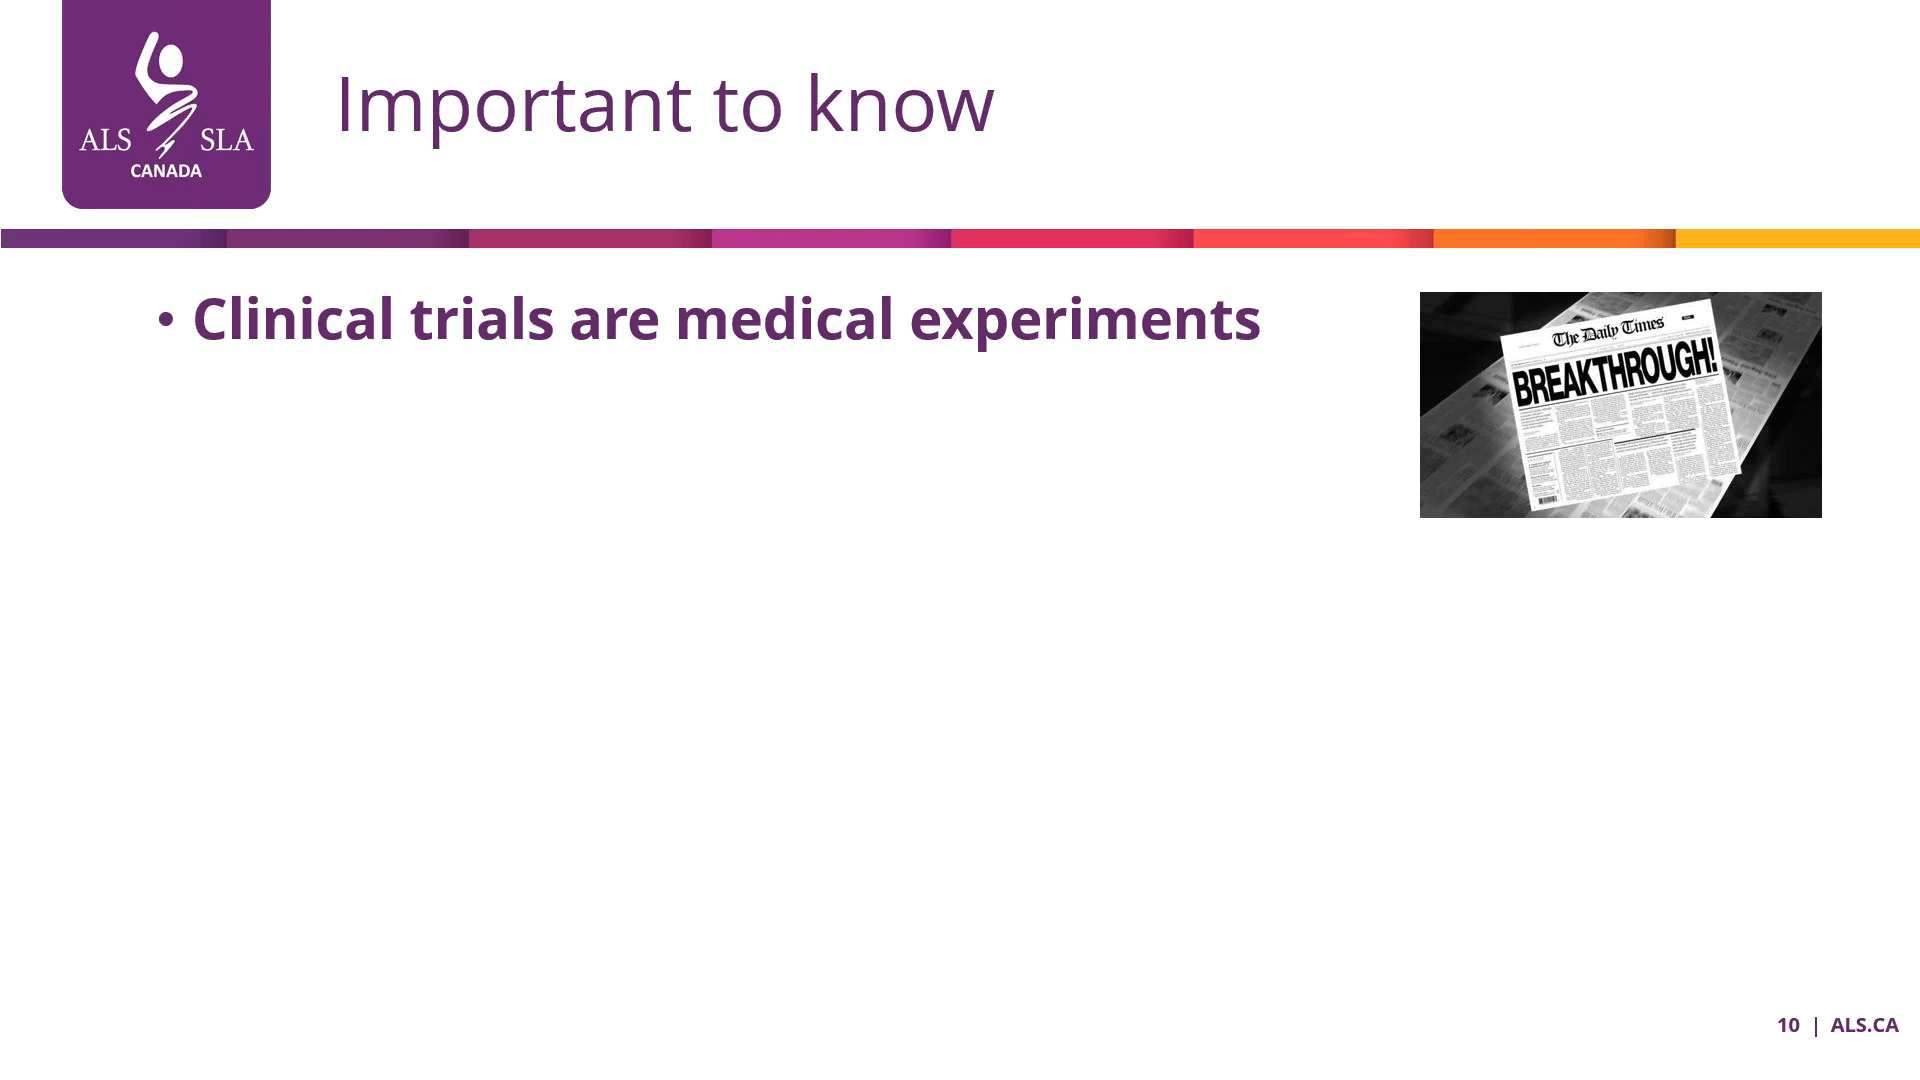 ALS SLA
CANADA
Important to know
• Clinical trials are medical experiments
The Daily Times
BREAKTHROUGH!
10 | ALS.CA